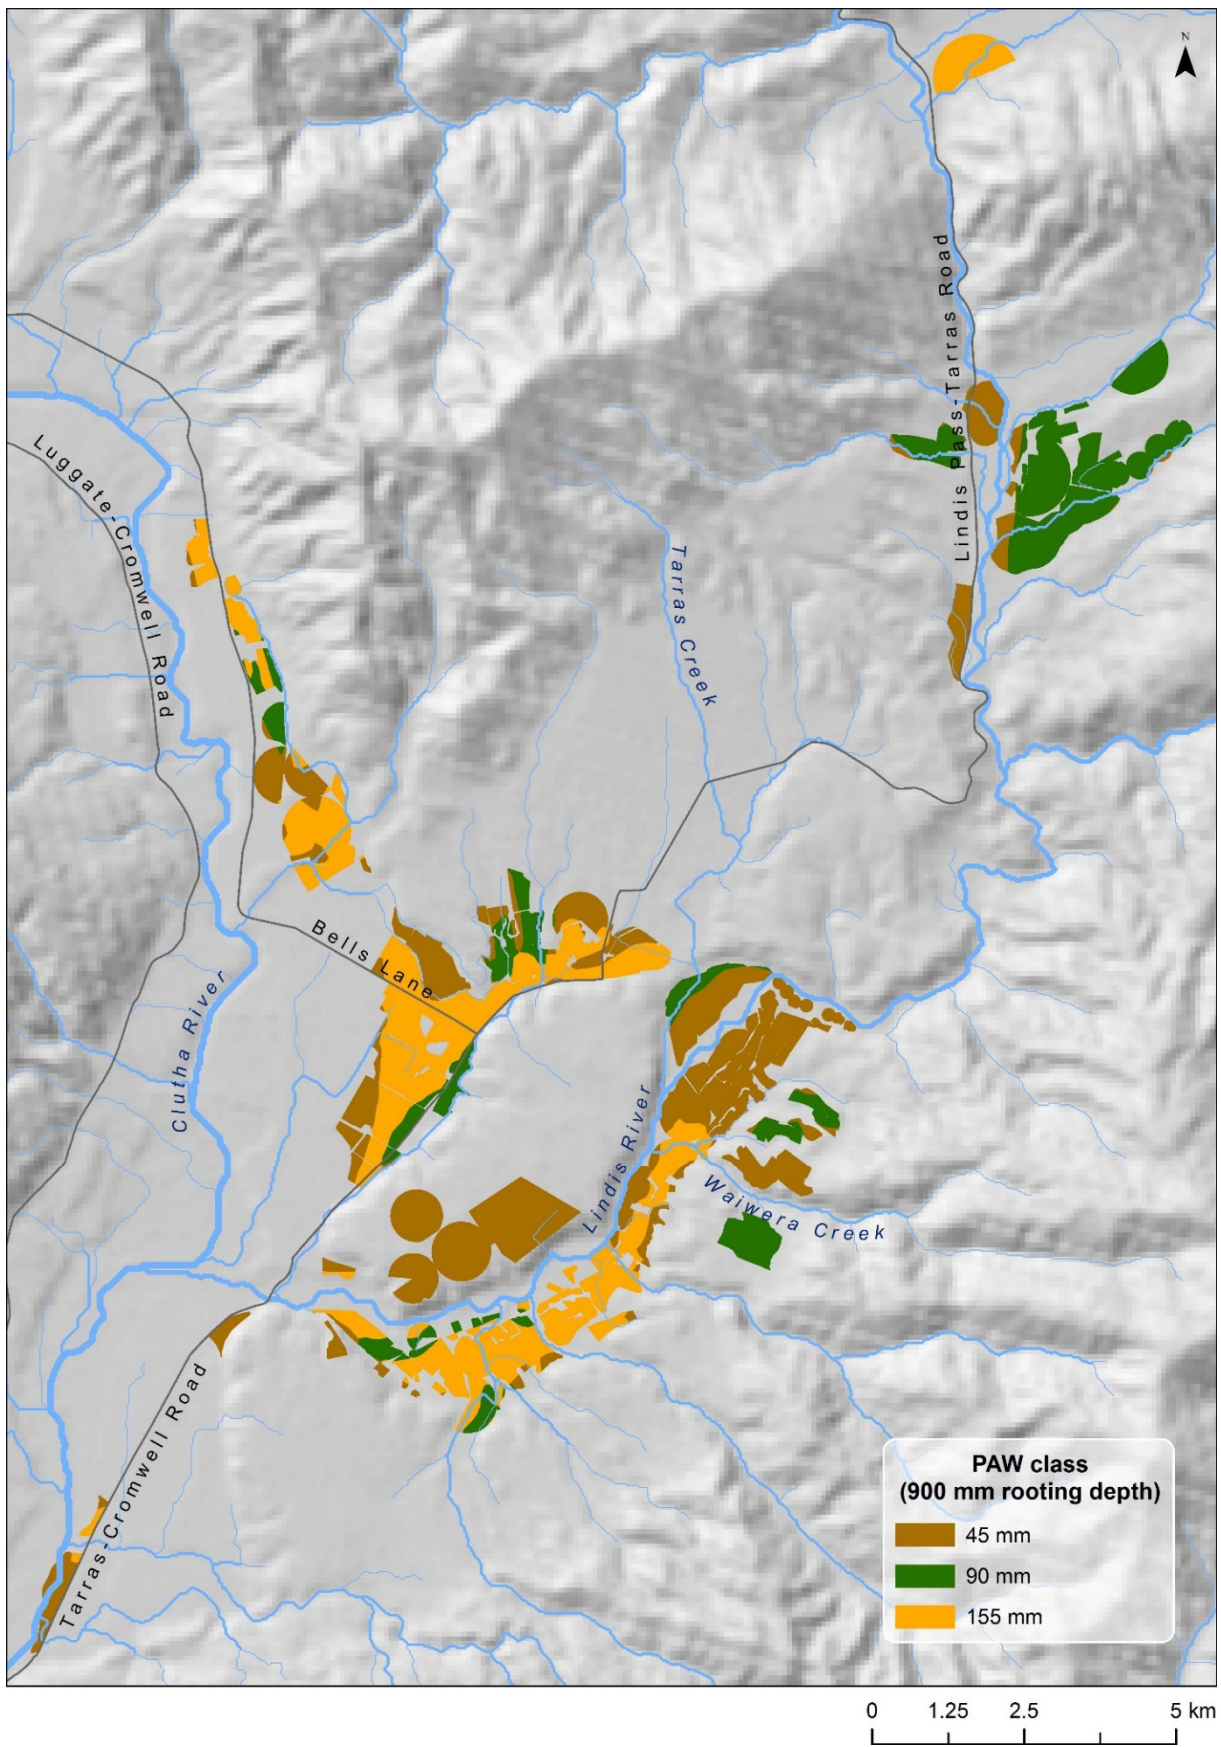 N
Lindis Pass-Tarras Road
Luggate-Cromwell Road
Tarras Creek
Bells Lane
Clutha River
Lindis River
Waiwera Creek
Tarras-Cromwell Road
PAW class
(900 mm rooting depth)
45 mm
90 mm
155 mm
0 1.25 2.5 5 km